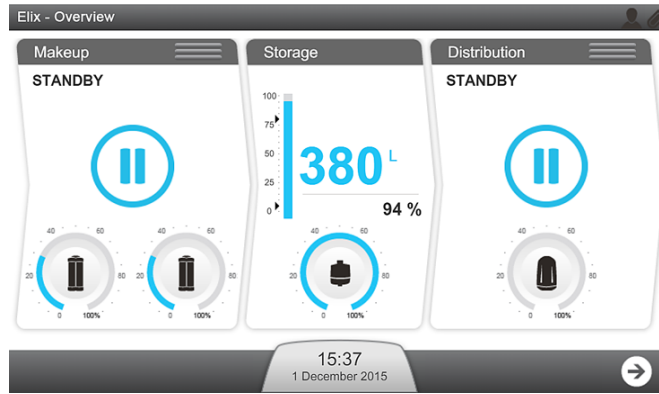 Elix - Overview
Makeup
STANDBY
40 60
20 80
0 100%
40 60
20 80
0 100%
Storage
100
75
50
25
0
380 L
94 %
40 60
20 80
0 100%
Distribution
STANDBY
40 60
20 80
0 100%
15:37
1 December 2015